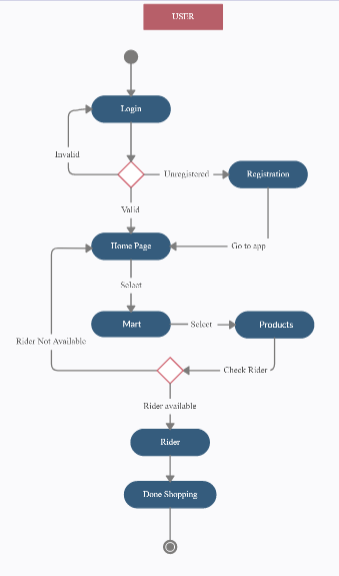 USER
Login
Invalid
Unregistered
Registration
Valid
Home Page
Go to app
Select
Mart
Select
Products
Rider Not Available
Check Rider
Rider available
Rider
Done Shopping